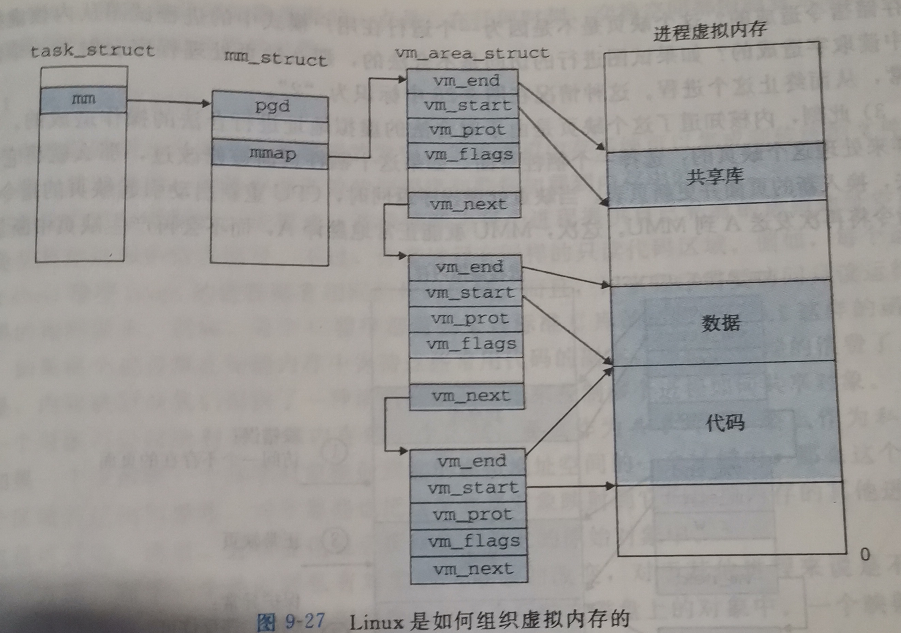 task_struct
mm
mm_struct
pgd
mmap
vm_area_struct
vm_end
vm_start
vm_prot
vm_flags
vm_next
vm_end
vm_start
vm_prot
vm_flags
vm_next
vm_end
vm_start
vm_prot
vm_flags
vm_next
进程虚拟内存
共享库
数据
代码
0
图 9-27 Linux 是如何组织虚拟内存的